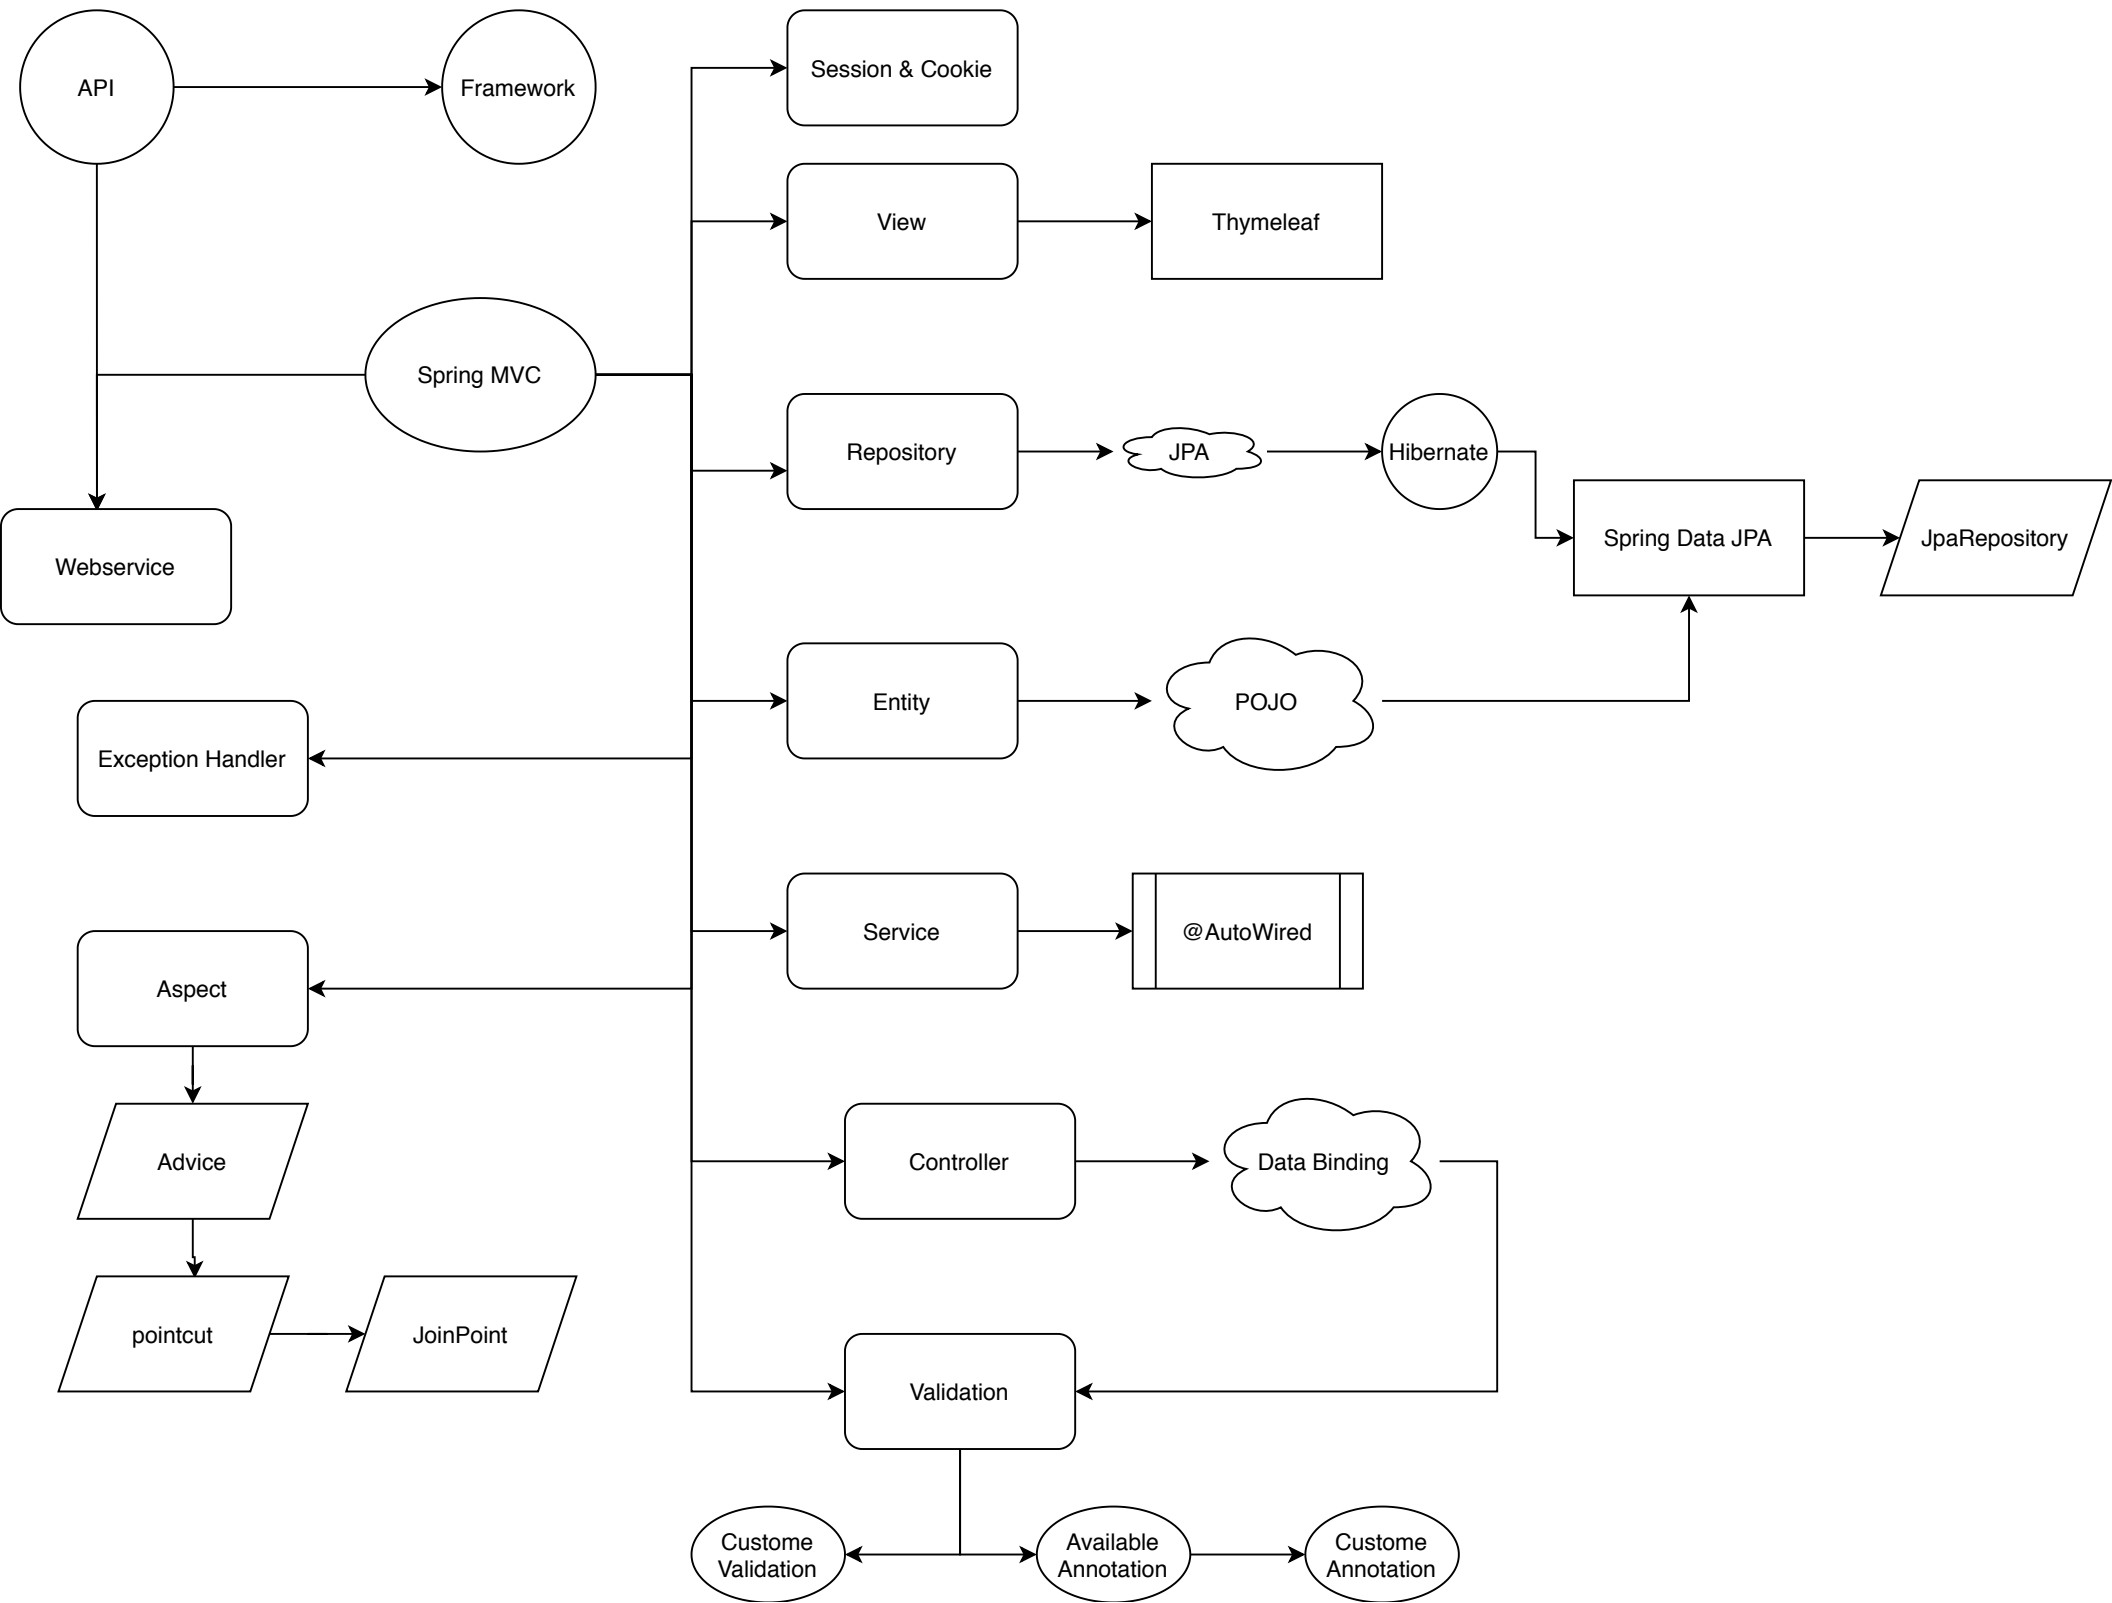 API
Framework
Session & Cookie
View
Thymeleaf
Spring MVC
Repository
JPA
Hibernate
Spring Data JPA
JpaRepository
Webservice
Entity
POJO
Exception Handler
Service
@AutoWired
Aspect
Advice
Controller
Data Binding
pointcut
JoinPoint
Validation
Custome
Validation
Available
Annotation
Custome
Annotation